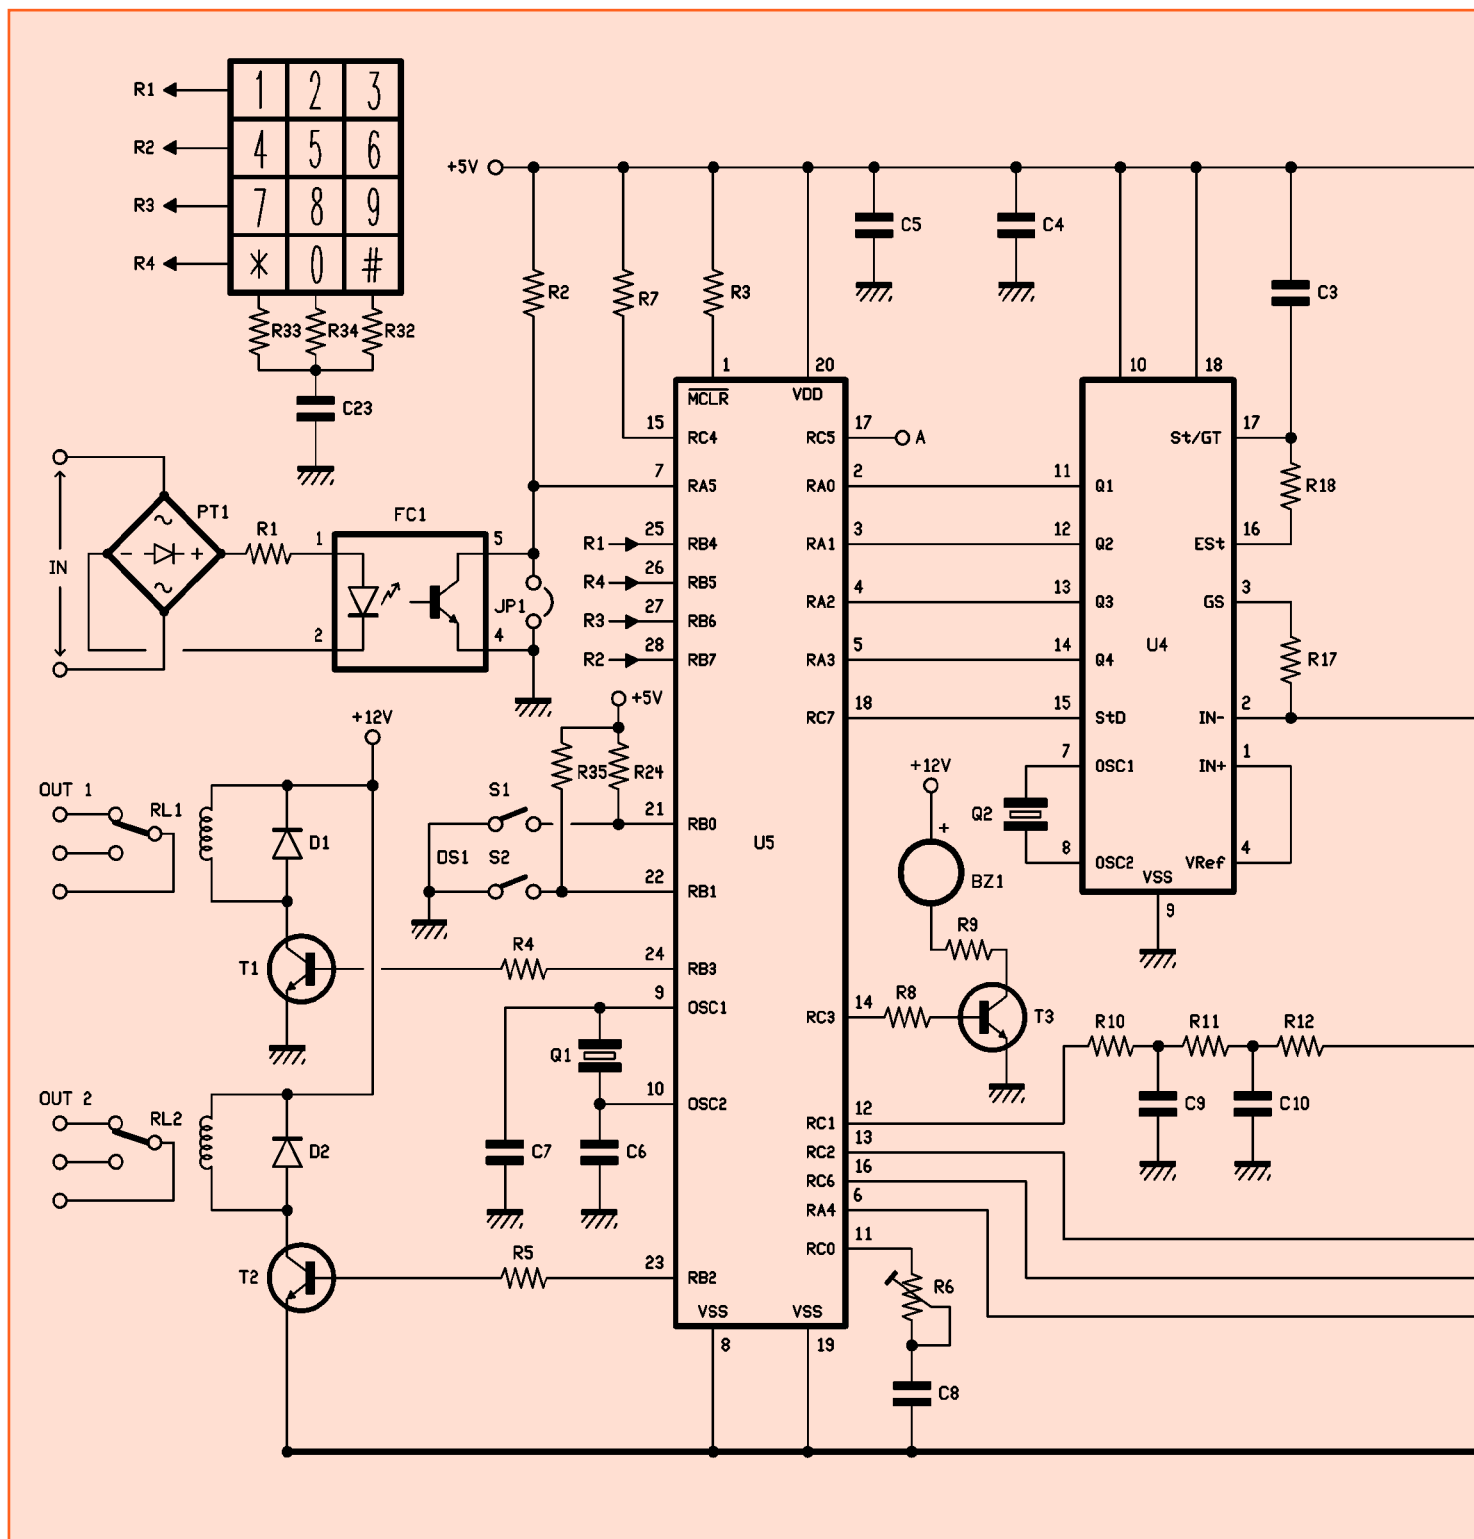 R1 1 2 3
R2 4 5 6
R3 7 8 9
R4 * 0 #
+5V
C5 C4
R2 R7 R3 C3
R33 R34 R32
1 20 10 18
MCLR VDD
C23
15 RC4 RC5 17 A St/GT 17
7 RA5 RA0 2 11 Q1 R18
PT1 FC1
~
R1 1 5 R1 25 RB4 RA1 3 12 Q2 ESt 16
- +
IN
~
R4 26 RB5
JP1
R3 27 RB6 RA2 4 13 Q3 GS 3
2 4 R2 28 RB7 RA3 5 14 Q4 U4 R17
+5V
+12V
RC7 18 15 StD IN- 2
R35 R24 +12V 7 OSC1 IN+ 1
OUT 1 RL1 D1
S1 21 RB0 U5 + Q2
DS1 S2 8 OSC2 VRef 4
22 RB1 BZ1 VSS
9
T1 R4 24 RB3 R9
9 OSC1 RC3 14 R8 T3 R10 R11 R12
Q1
OUT 2 RL2 D2
10 OSC2 RC1 12 C9 C10
C7 C6 RC2 13
RC6 16
RA4 6
RC0 11
T2 R5 23 RB2 R6
VSS VSS
8 19
C8